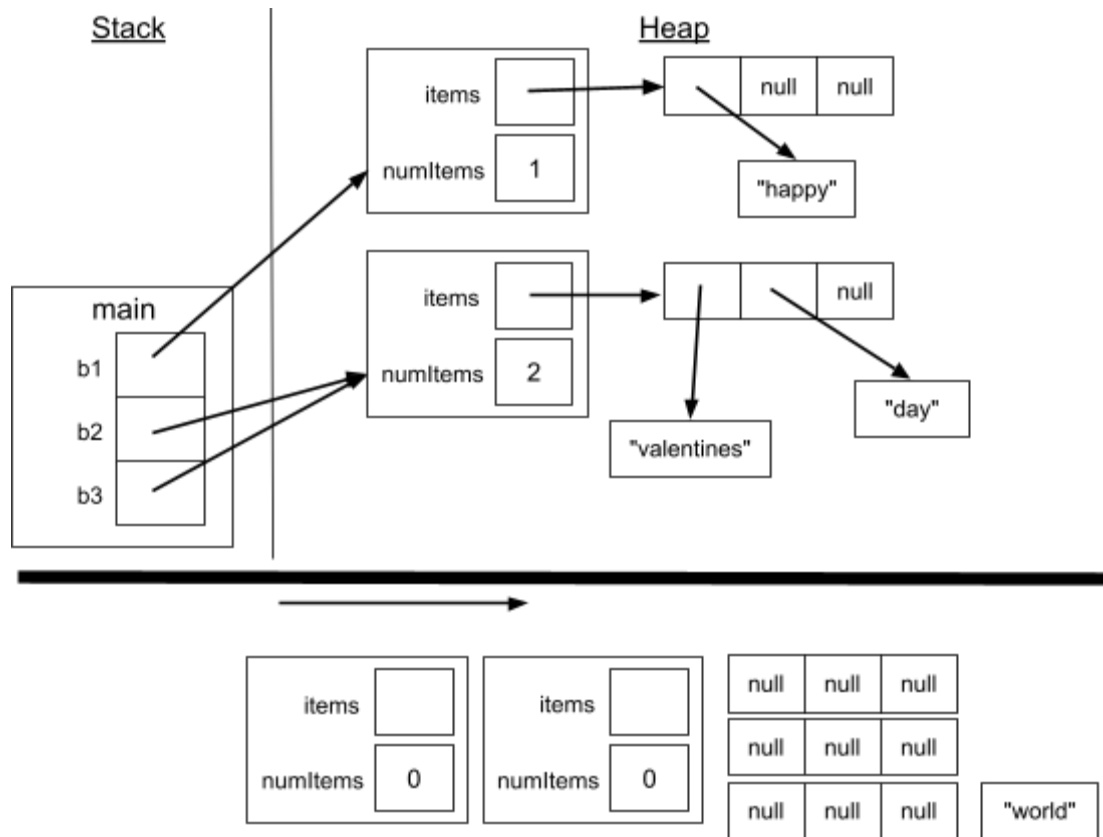 Stack
Heap
items
null null
numItems 1
"happy"
main
items
null
b1
numItems 2
"day"
b2
"valentines"
b3
null null null
items
items
null null null
numItems 0
numItems 0
null null null
"world"